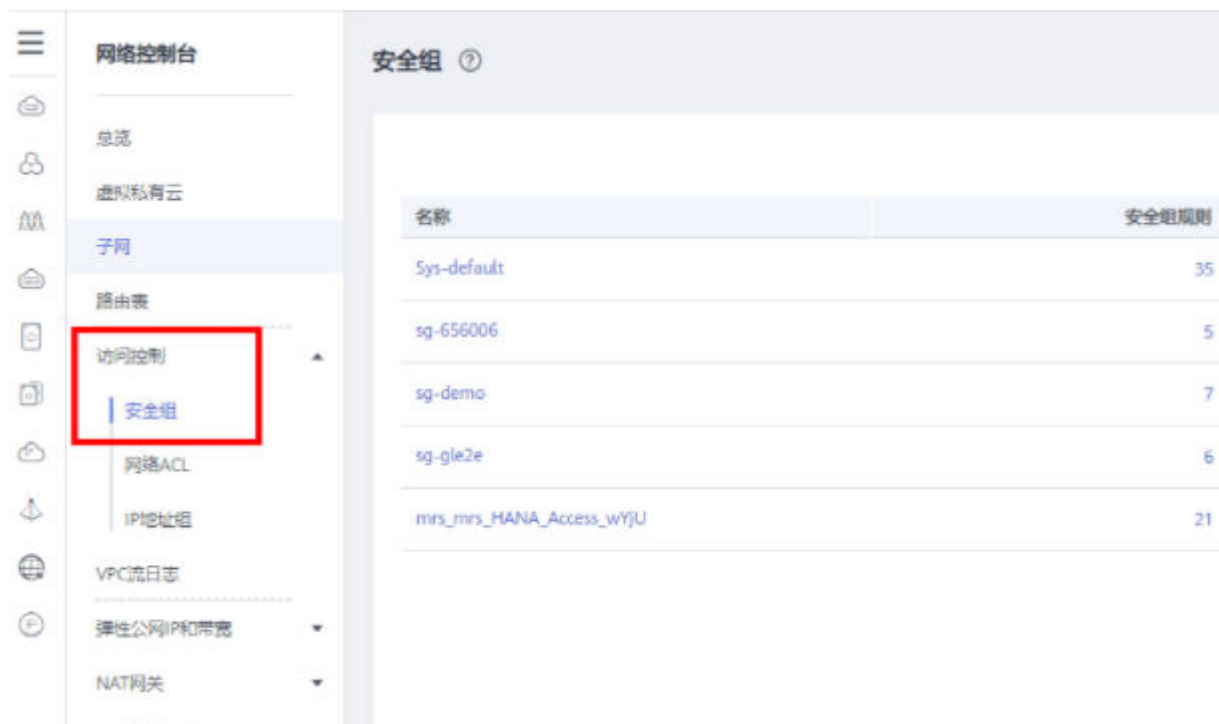 网络控制台
总览
虚拟私有云
子网
路由表
访问控制
安全组
网络ACL
IP地址组
VPC流日志
弹性公网IP和带宽
NAT网关
安全组
名称 安全组规则
Sys-default 35
sg-656006 5
sg-demo 7
sg-gle2e 6
mrs_mrs_HANA_Access_wYjU 21